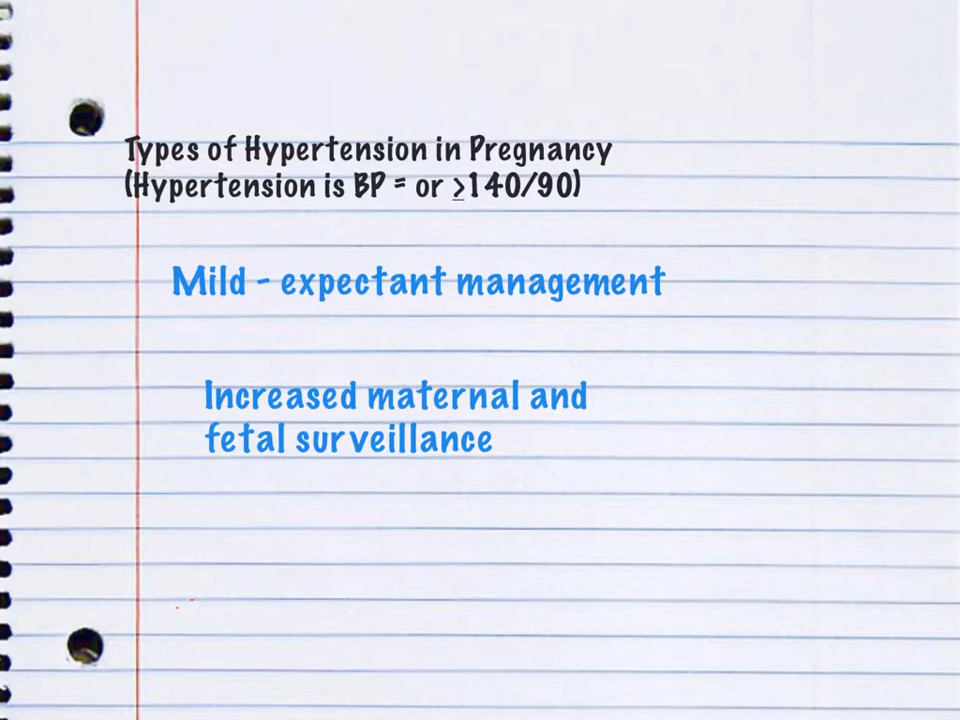 Types of Hypertension in Pregnancy
(Hypertension is BP = or ≥140/90)
Mild - expectant management
Increased maternal and
fetal surveillance